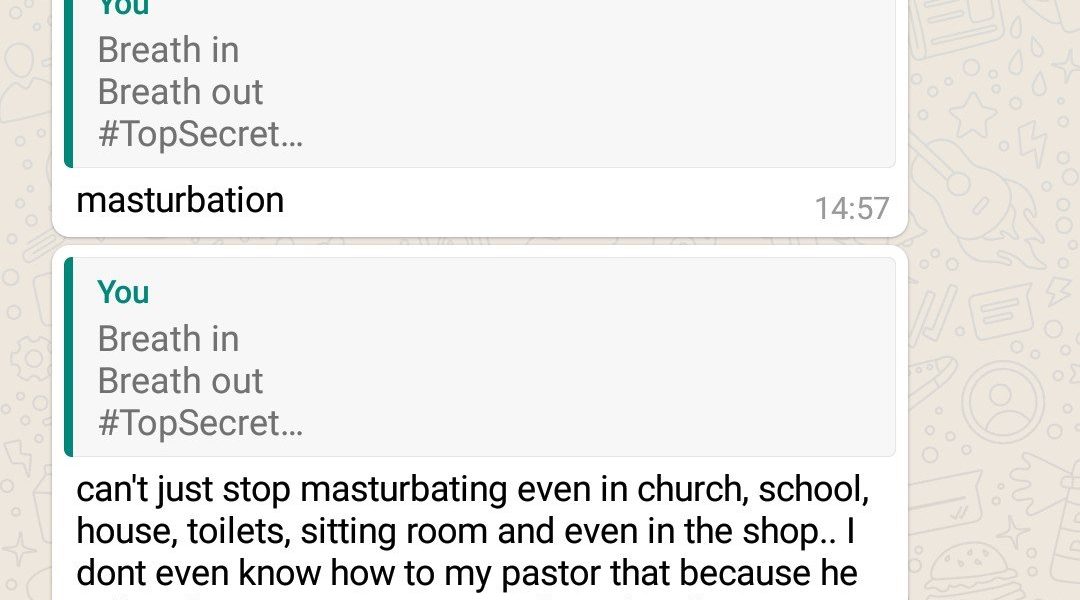 You
Breath in
Breath out
#TopSecret...
masturbation
14:57
You
Breath in
Breath out
#TopSecret...
can't just stop masturbating even in church, school,
house, toilets, sitting room and even in the shop.. I
dont even know how to my pastor that because he